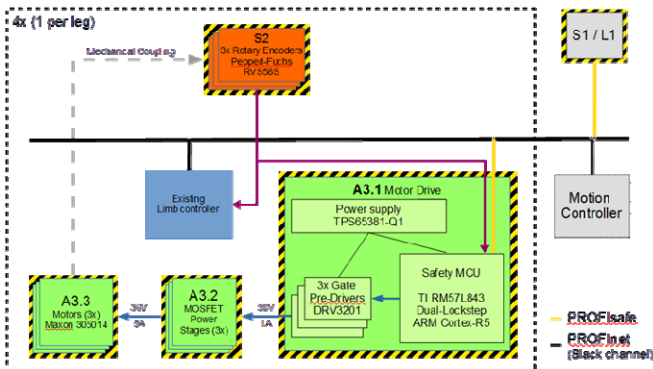 4x (1 per leg)
Mechanical Coupling
S2
3x Rotary Encoders
Pepperl-Fuchs
RVS58S
S1 / L1
Existing
Limb controller
A3.1 Motor Drive
Power supply
TPS65381-Q1
Motion
Controller
3x Gate
Pre-Drivers
DRV3201
Safety MCU
TI RM57L843
Dual-Lockstep
ARM Cortex-R5
A3.3
Motors (3x)
Maxon 305014
36V
5A
A3.2
MOSFET
Power
Stages (3x)
36V
1A
PROFIsafe
PROFInet
(Black channel)